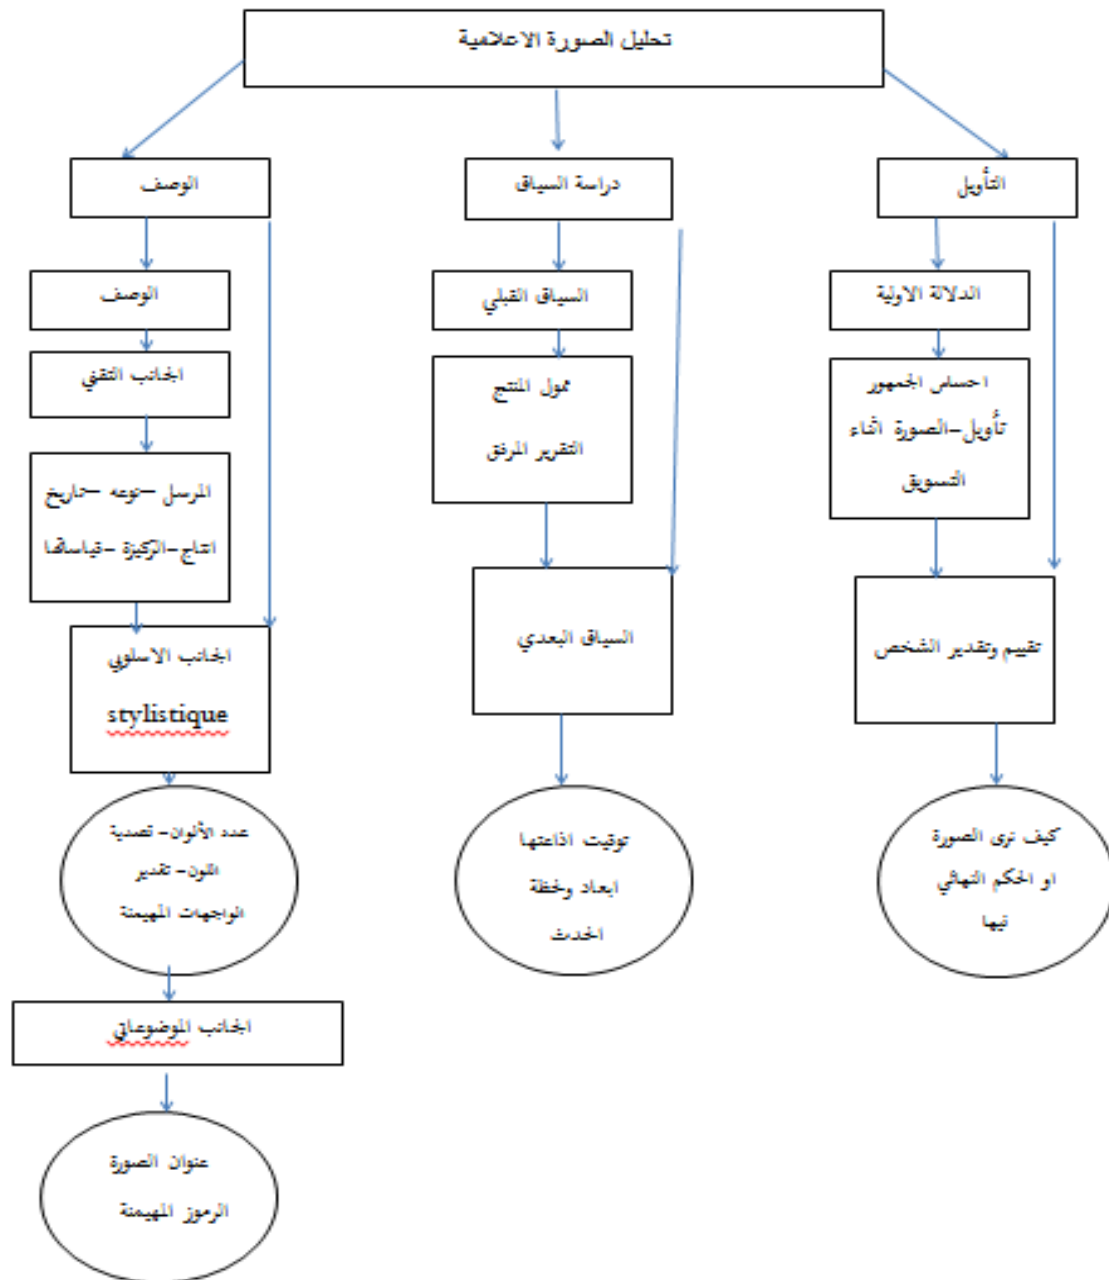 تحليل الصورة الاعلامية
التأويل
دراسة السياق
الوصف
الدلالة الاولية
السياق القبلي
الوصف
احساس الجمهور
تأويل-الصورة اثناء
التسويق
ممول المنتج
التقرير المرفق
الجانب التقني
المرسل -نوعه -تاريخ
انتاج-الركيزة -قياساتها
تقييم وتقدير الشخص
السياق البعدي
الجانب الاسلوبي
stylistique
كيف نرى الصورة
او الحكم النهائي
فيها
توقيت اذاعتها
ابعاد ولحظة
الحدث
عدد الألوان- قصدية
اللون- تقدير
الواجهات المهيمنة
الجانب الموضوعاتي
عنوان الصورة
الرموز المهيمنة